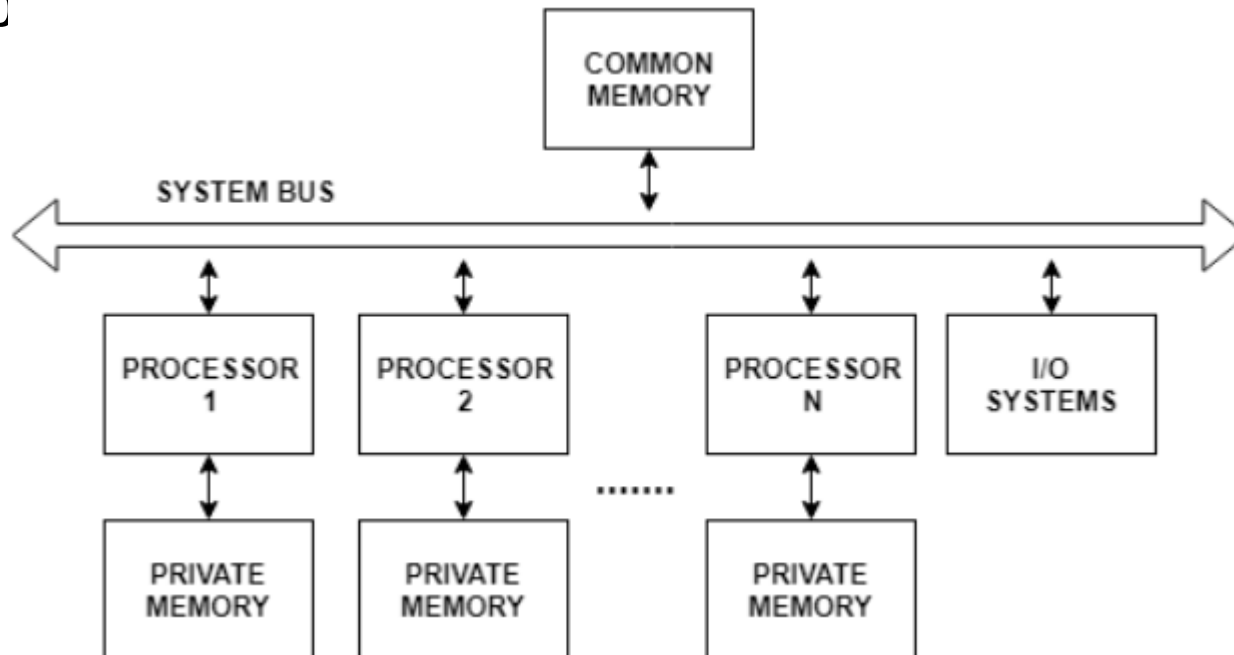 COMMON
MEMORY
SYSTEM BUS
PROCESSOR
1
PROCESSOR
2
PROCESSOR
N
I/O
SYSTEMS
.......
PRIVATE
MEMORY
PRIVATE
MEMORY
PRIVATE
MEMORY